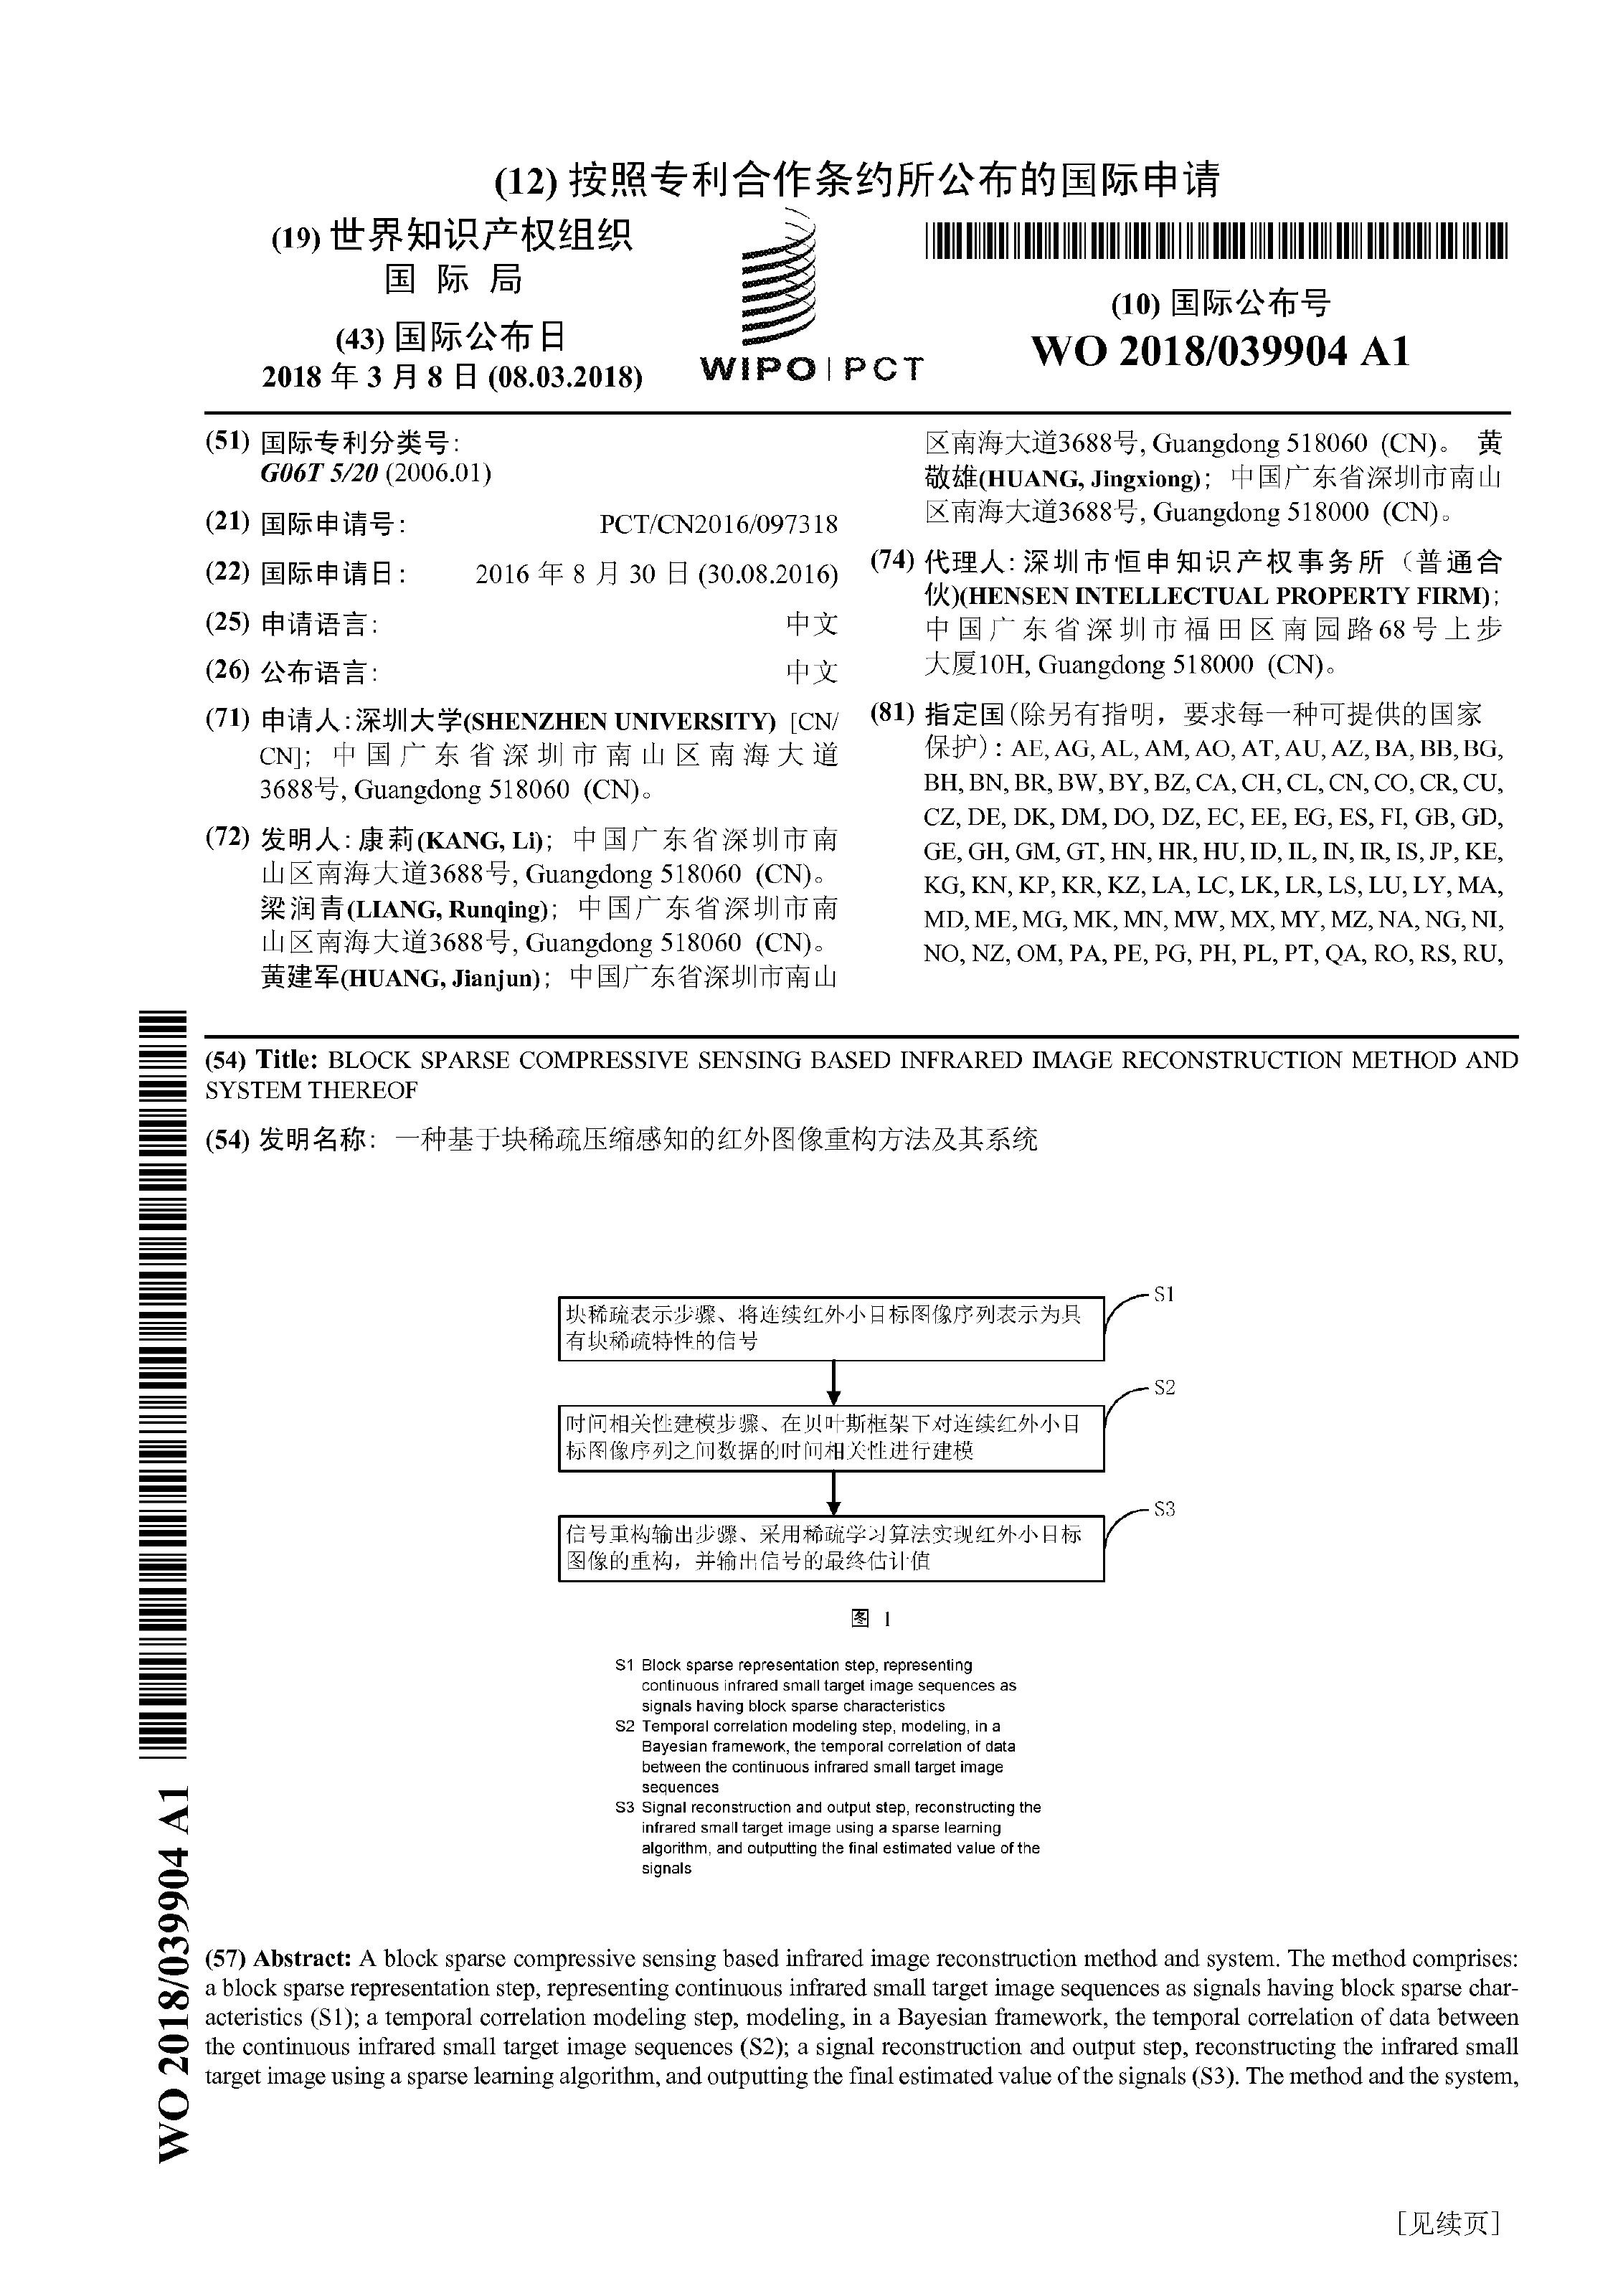 (12) 按照专利合作条约所公布的国际申请
(19) 世界知识产权组织
国 际 局
(43) 国际公布日
2018 年 3 月 8 日 (08.03.2018)
WIPO | PCT
(10) 国际公布号
WO 2018/039904 A1
(51) 国际专利分类号:
G06T 5/20 (2006.01)
(21) 国际申请号: PCT/CN2016/097318
(22) 国际申请日: 2016 年 8 月 30 日 (30.08.2016)
(25) 申请语言: 中文
(26) 公布语言: 中文
(71) 申请人:深圳大学(SHENZHEN UNIVERSITY) [CN/
CN]; 中国广东省深圳市南山区南海大道
3688号, Guangdong 518060 (CN)。
(72) 发明人:康莉(KANG, Li); 中国广东省深圳市南
山区南海大道3688号, Guangdong 518060 (CN)。
梁润青(LIANG, Runqing); 中国广东省深圳市南
山区南海大道3688号, Guangdong 518060 (CN)。
黄建军(HUANG, Jianjun); 中国广东省深圳市南山
区南海大道3688号, Guangdong 518060 (CN)。 黄
敬雄(HUANG, Jingxiong); 中国广东省深圳市南山
区南海大道3688号, Guangdong 518000 (CN)。
(74) 代理人:深圳市恒申知识产权事务所(普通合
伙)(HENSEN INTELLECTUAL PROPERTY FIRM);
中国广东省深圳市福田区南园路68号上步
大厦10H, Guangdong 518000 (CN)。
(81) 指定国(除另有指明, 要求每一种可提供的国家
保护): AE, AG, AL, AM, AO, AT, AU, AZ, BA, BB, BG,
BH, BN, BR, BW, BY, BZ, CA, CH, CL, CN, CO, CR, CU,
CZ, DE, DK, DM, DO, DZ, EC, EE, EG, ES, FI, GB, GD,
GE, GH, GM, GT, HN, HR, HU, ID, IL, IN, IR, IS, JP, KE,
KG, KN, KP, KR, KZ, LA, LC, LK, LR, LS, LU, LY, MA,
MD, ME, MG, MK, MN, MW, MX, MY, MZ, NA, NG, NI,
NO, NZ, OM, PA, PE, PG, PH, PL, PT, QA, RO, RS, RU,
(54) Title: BLOCK SPARSE COMPRESSIVE SENSING BASED INFRARED IMAGE RECONSTRUCTION METHOD AND
SYSTEM THEREOF
(54) 发明名称: 一种基于块稀疏压缩感知的红外图像重构方法及其系统
S1
块稀疏表示步骤、将连续红外小目标图像序列表示为具
有块稀疏特性的信号
S2
时间相关性建模步骤、在贝叶斯框架下对连续红外小目
标图像序列之间数据的时间相关性进行建模
S3
信号重构输出步骤、采用稀疏学习算法实现红外小目标
图像的重构，并输出信号的最终估计值
图 1
S1 Block sparse representation step, representing
continuous infrared small target image sequences as
signals having block sparse characteristics
S2 Temporal correlation modeling step, modeling, in a
Bayesian framework, the temporal correlation of data
between the continuous infrared small target image
sequences
S3 Signal reconstruction and output step, reconstructing the
infrared small target image using a sparse learning
algorithm, and outputting the final estimated value of the
signals
(57) Abstract: A block sparse compressive sensing based infrared image reconstruction method and system. The method comprises:
a block sparse representation step, representing continuous infrared small target image sequences as signals having block sparse char-
acteristics (S1); a temporal correlation modeling step, modeling, in a Bayesian framework, the temporal correlation of data between
the continuous infrared small target image sequences (S2); a signal reconstruction and output step, reconstructing the infrared small
target image using a sparse learning algorithm, and outputting the final estimated value of the signals (S3). The method and the system,
WO 2018/039904 A1
[见续页]